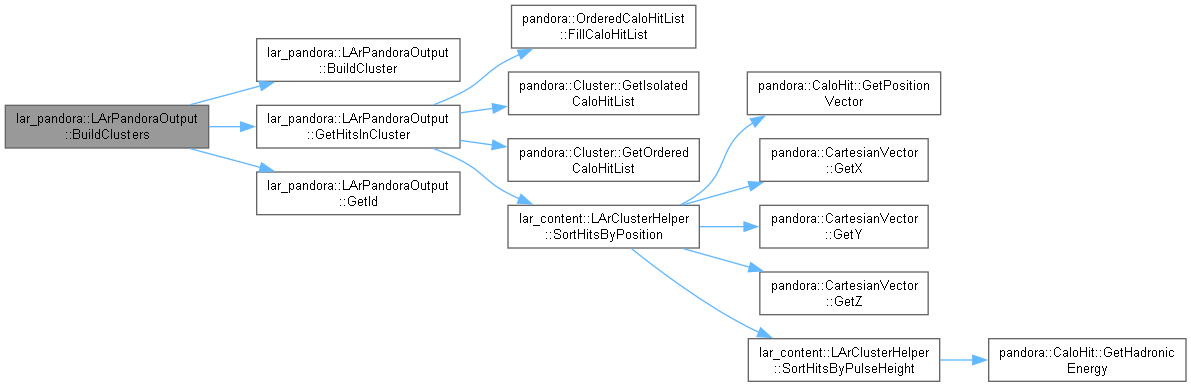 lar_pandora::LArPandoraOutput
::BuildClusters
lar_pandora::LArPandoraOutput
::BuildCluster
lar_pandora::LArPandoraOutput
::GetHitsInCluster
lar_pandora::LArPandoraOutput
::GetId
pandora::OrderedCaloHitList
::FillCaloHitList
pandora::Cluster::GetIsolated
CaloHitList
pandora::Cluster::GetOrdered
CaloHitList
lar_content::LArClusterHelper
::SortHitsByPosition
pandora::CaloHit::GetPosition
Vector
pandora::CartesianVector
::GetX
pandora::CartesianVector
::GetY
pandora::CartesianVector
::GetZ
lar_content::LArClusterHelper
::SortHitsByPulseHeight
pandora::CaloHit::GetHadronic
Energy